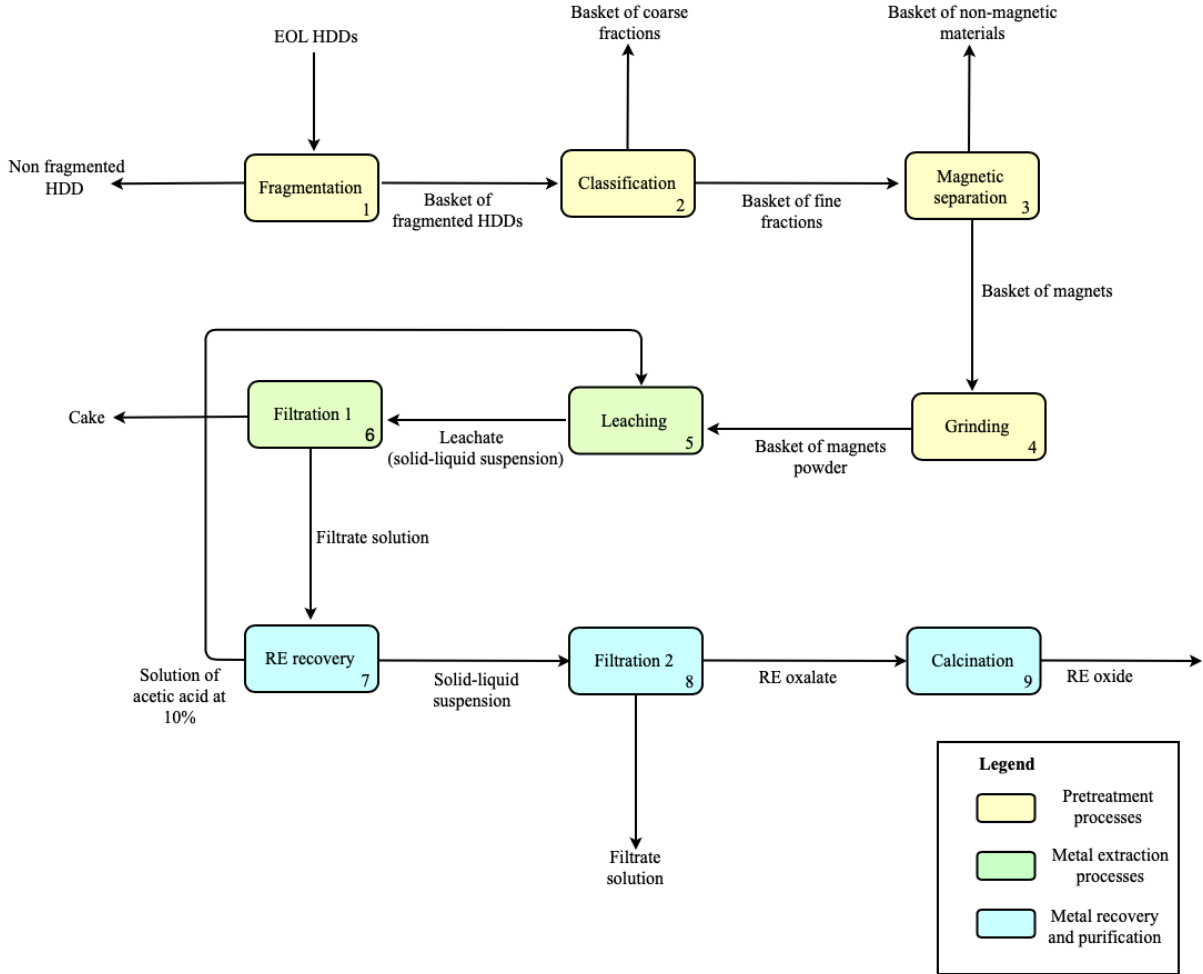 EOL HDDs
Basket of coarse
fractions
Basket of non-magnetic
materials
Non fragmented
HDD
Fragmentation
1
Basket of
fragmented HDDs
Classification
2
Basket of fine
fractions
Magnetic
separation
3
Basket of magnets
Cake
Filtration 1
6
Leachate
(solid-liquid suspension)
Leaching
5
Basket of magnets
powder
Grinding
4
Filtrate solution
Solution of
acetic acid at
10%
RE recovery
7
Solid-liquid
suspension
Filtration 2
8
RE oxalate
Calcination
9
RE oxide
Filtrate
solution
Legend
Pretreatment
processes
Metal extraction
processes
Metal recovery
and purification